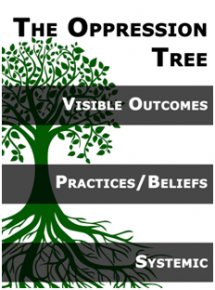 The Oppression
Tree
Visible Outcomes
Practices/Beliefs
Systemic